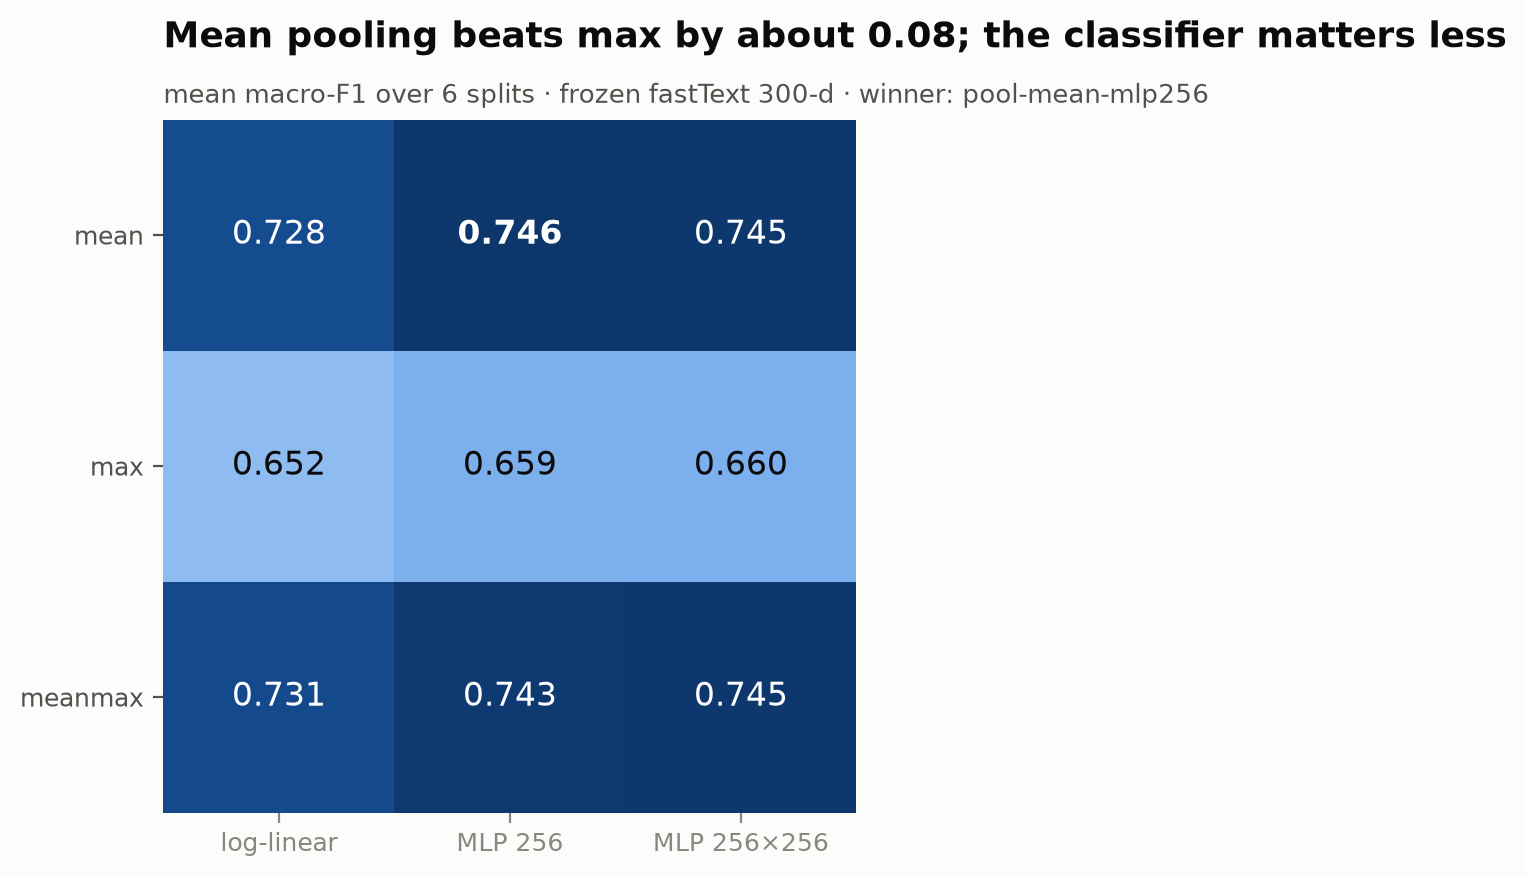 Mean pooling beats max by about 0.08; the classifier matters less
mean macro-F1 over 6 splits · frozen fastText 300-d · winner: pool-mean-mlp256
mean 0.728 0.746 0.745
max 0.652 0.659 0.660
meanmax 0.731 0.743 0.745
log-linear MLP 256 MLP 256×256